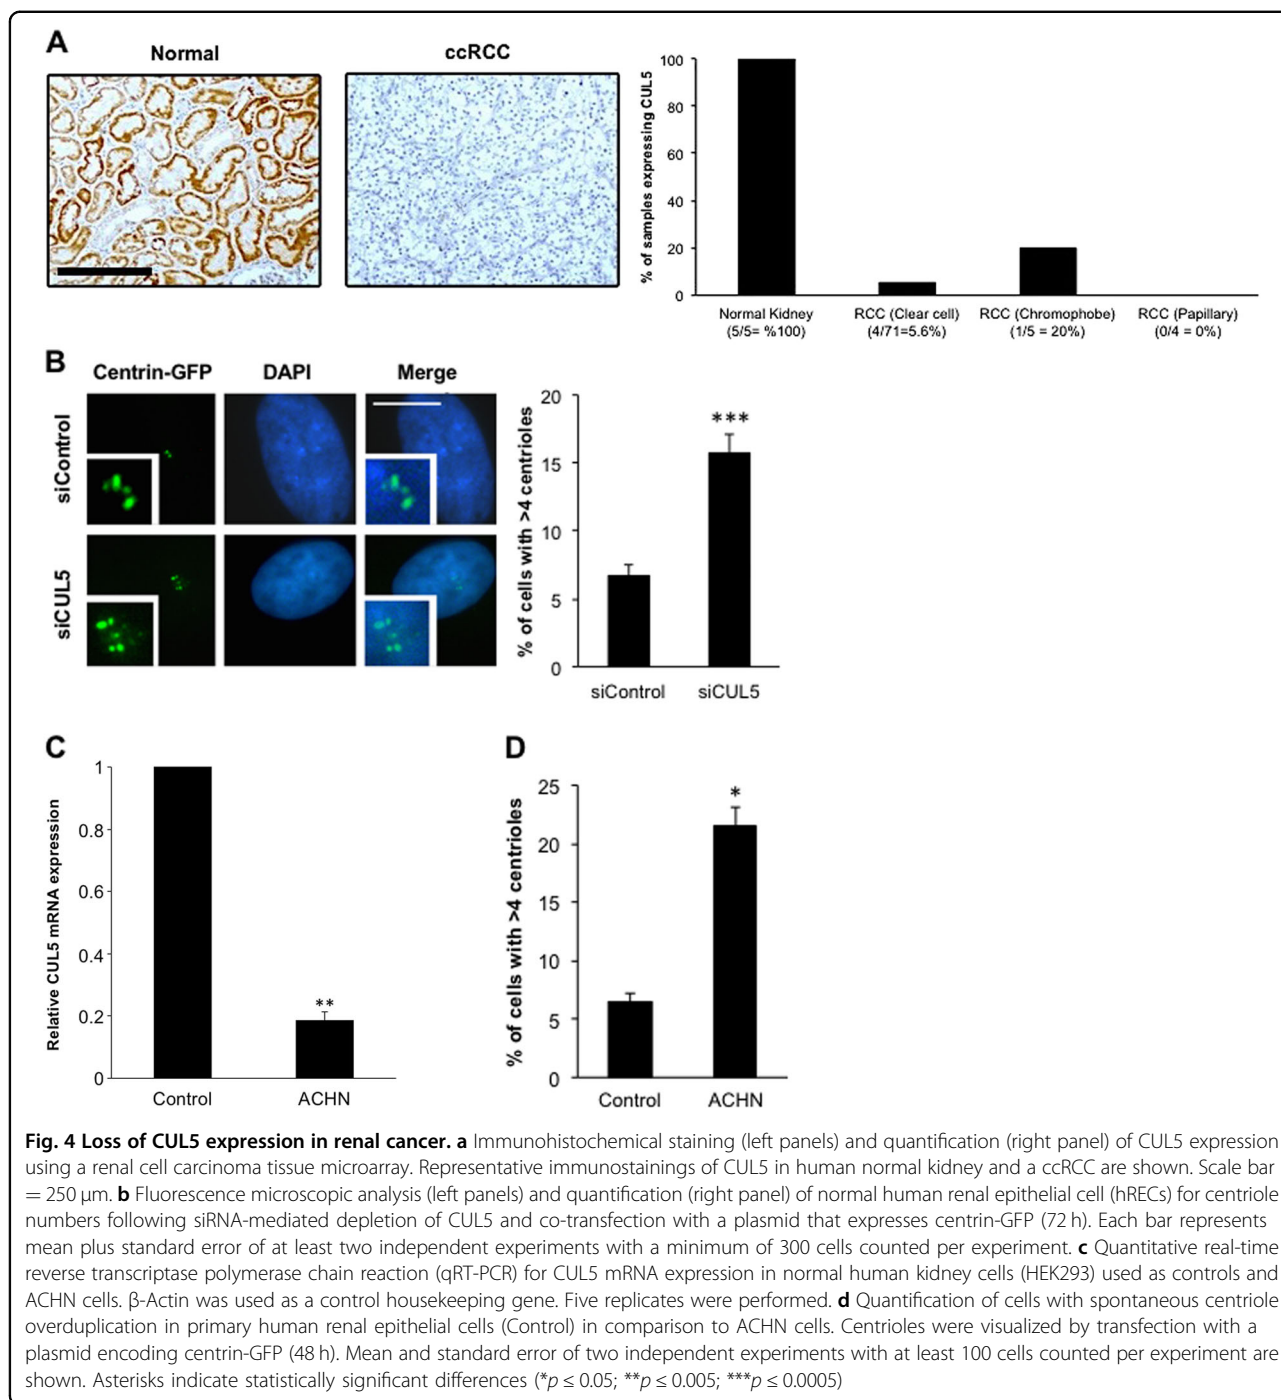 A
Normal
ccRCC
% of samples expressing CUL5
100
80
60
40
20
0
Normal Kidney
(5/5= %100)
RCC (Clear cell)
(4/71=5.6%)
RCC (Chromophobe)
(1/5 = 20%)
RCC (Papillary)
(0/4 = 0%)
B
Centrin-GFP
DAPI
Merge
siControl
siCUL5
% of cells with >4 centrioles
20
15
10
5
0
***
siControl
siCUL5
C
Relative CUL5 mRNA expression
1
0.8
0.6
0.4
0.2
0
**
Control
ACHN
D
% of cells with >4 centrioles
25
20
15
10
5
0
*
Control
ACHN
Fig. 4 Loss of CUL5 expression in renal cancer. a Immunohistochemical staining (left panels) and quantification (right panel) of CUL5 expression
using a renal cell carcinoma tissue microarray. Representative immunostainings of CUL5 in human normal kidney and a ccRCC are shown. Scale bar
= 250 µm. b Fluorescence microscopic analysis (left panels) and quantification (right panel) of normal human renal epithelial cell (hRECs) for centriole
numbers following siRNA-mediated depletion of CUL5 and co-transfection with a plasmid that expresses centrin-GFP (72 h). Each bar represents
mean plus standard error of at least two independent experiments with a minimum of 300 cells counted per experiment. c Quantitative real-time
reverse transcriptase polymerase chain reaction (qRT-PCR) for CUL5 mRNA expression in normal human kidney cells (HEK293) used as controls and
ACHN cells. β-Actin was used as a control housekeeping gene. Five replicates were performed. d Quantification of cells with spontaneous centriole
overduplication in primary human renal epithelial cells (Control) in comparison to ACHN cells. Centrioles were visualized by transfection with a
plasmid encoding centrin-GFP (48 h). Mean and standard error of two independent experiments with at least 100 cells counted per experiment are
shown. Asterisks indicate statistically significant differences (*p ≤ 0.05; **p ≤ 0.005; ***p ≤ 0.0005)